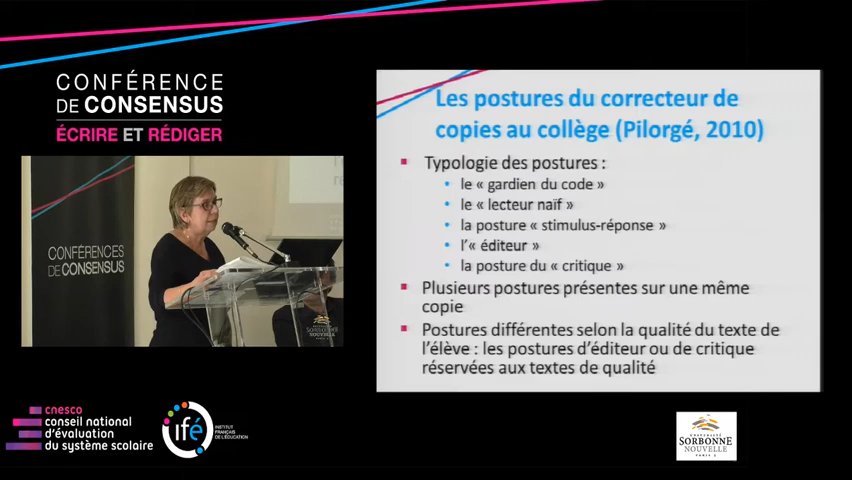 CONFÉRENCE
DE CONSENSUS
ÉCRIRE ET RÉDIGER
CONFÉRENCES
DE CONSENSUS
SORBONNE
NOUVELLE
Les postures du correcteur de
copies au collège (Pilorgé, 2010)
Typologie des postures :
le « gardien du code »
le « lecteur naïf »
la posture « stimulus-réponse »
l'« éditeur »
la posture du « critique »
Plusieurs postures présentes sur une même
copie
Postures différentes selon la qualité du texte de
l'élève : les postures d'éditeur ou de critique
réservées aux textes de qualité
cnesco
conseil national
d'évaluation
du système scolaire
ifé
INSTITUT
FRANÇAIS
DE L'ÉDUCATION
SORBONNE
NOUVELLE
PARIS 3